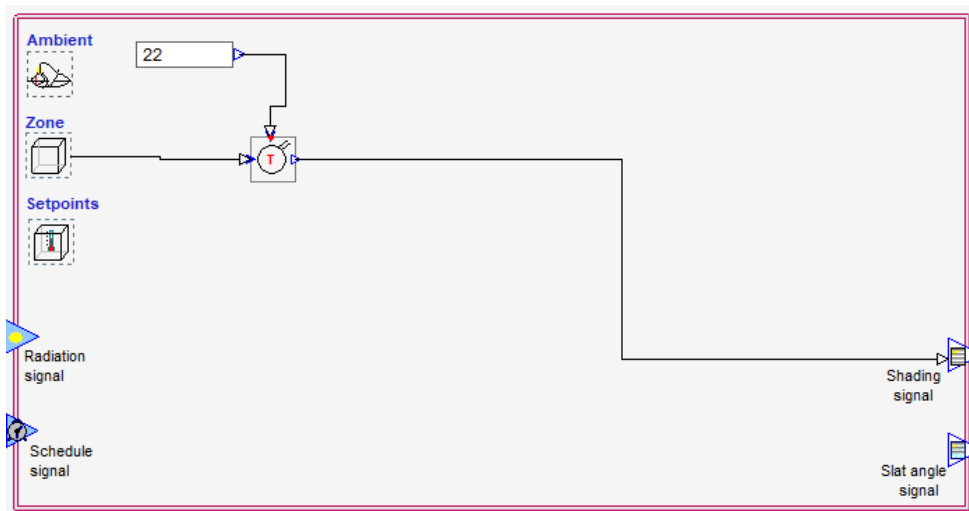 Ambient
22
Zone
T
Setpoints
Radiation
signal
Shading
signal
Schedule
signal
Slat angle
signal